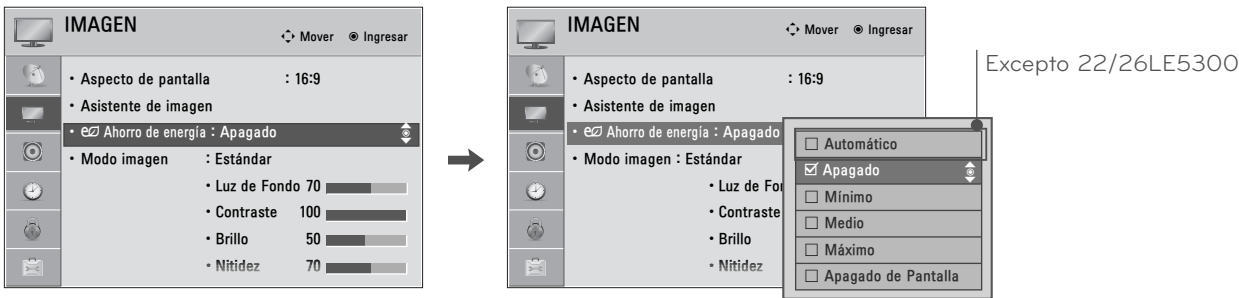 IMAGEN
Mover Ingresar
• Aspecto de pantalla : 16:9
• Asistente de imagen
• Ahorro de energía : Apagado
• Modo imagen : Estándar
• Luz de Fondo 70
• Contraste 100
• Brillo 50
• Nitidez 70
IMAGEN
Mover Ingresar
• Aspecto de pantalla : 16:9
• Asistente de imagen
• Ahorro de energía : Apagado
• Modo imagen : Estándar
• Luz de Fon
• Contraste
• Brillo
• Nitidez
Excepto 22/26LE5300
Automático
Apagado
Mínimo
Medio
Máximo
Apagado de Pantalla